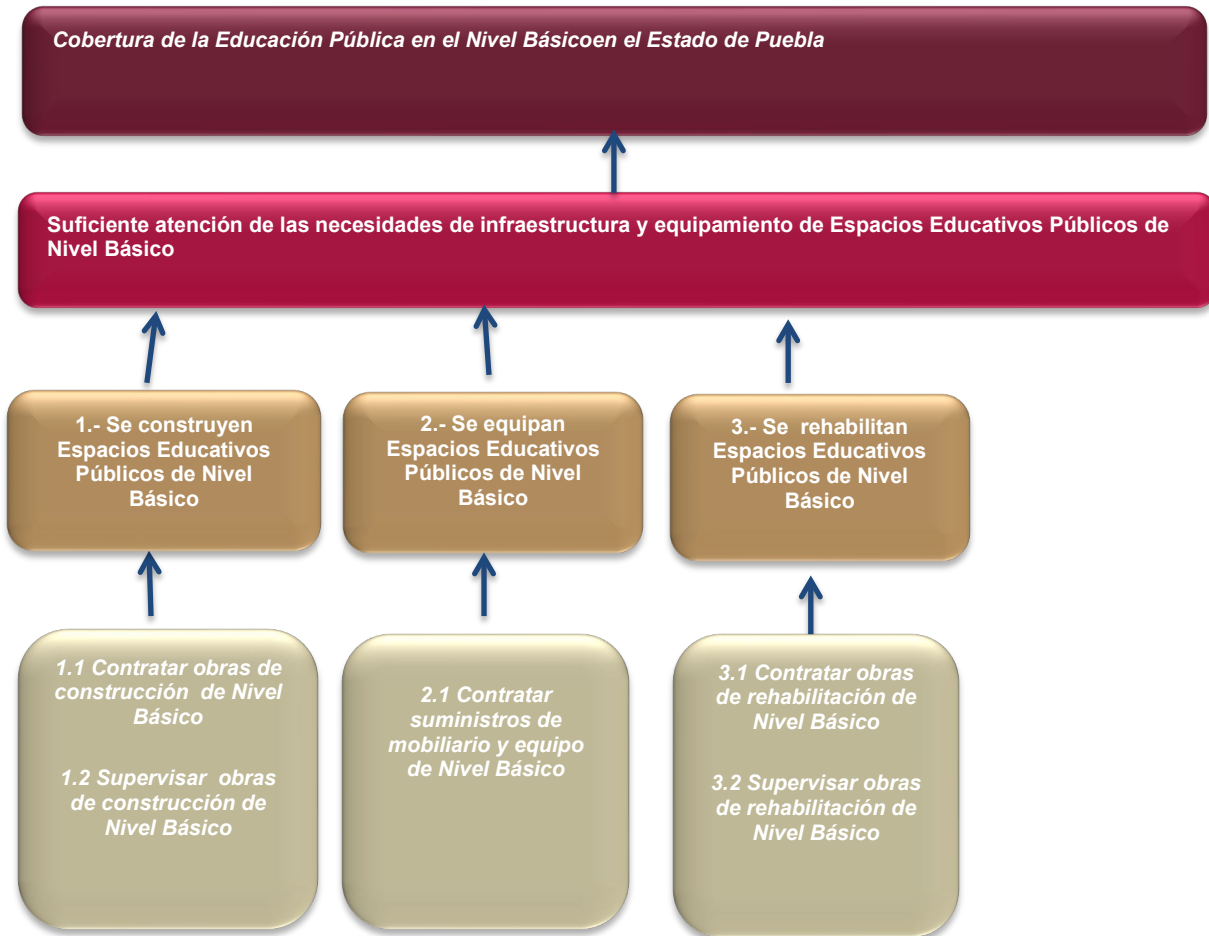 Cobertura de la Educación Pública en el Nivel Básicoen el Estado de Puebla
Suficiente atención de las necesidades de infraestructura y equipamiento de Espacios Educativos Públicos de
Nivel Básico
1.- Se construyen
Espacios Educativos
Públicos de Nivel
Básico
2.- Se equipan
Espacios Educativos
Públicos de Nivel
Básico
3.- Se rehabilitan
Espacios Educativos
Públicos de Nivel
Básico
1.1 Contratar obras de
construcción de Nivel
Básico
1.2 Supervisar obras
de construcción de
Nivel Básico
2.1 Contratar
suministros de
mobiliario y equipo
de Nivel Básico
3.1 Contratar obras
de rehabilitación de
Nivel Básico
3.2 Supervisar obras
de rehabilitación de
Nivel Básico